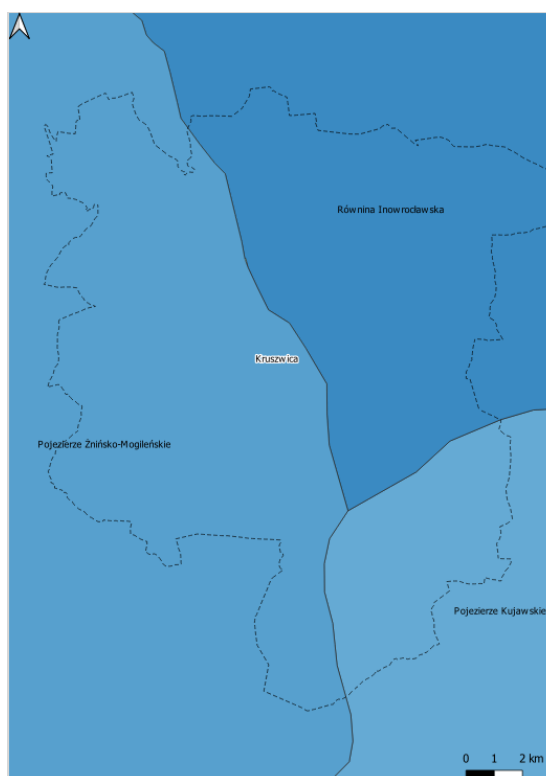 Równina Inowrocławska
Kruszwica
Pojezierze Żnińsko-Mogileńskie
Pojezierze Kujawskie
0 1 2 km